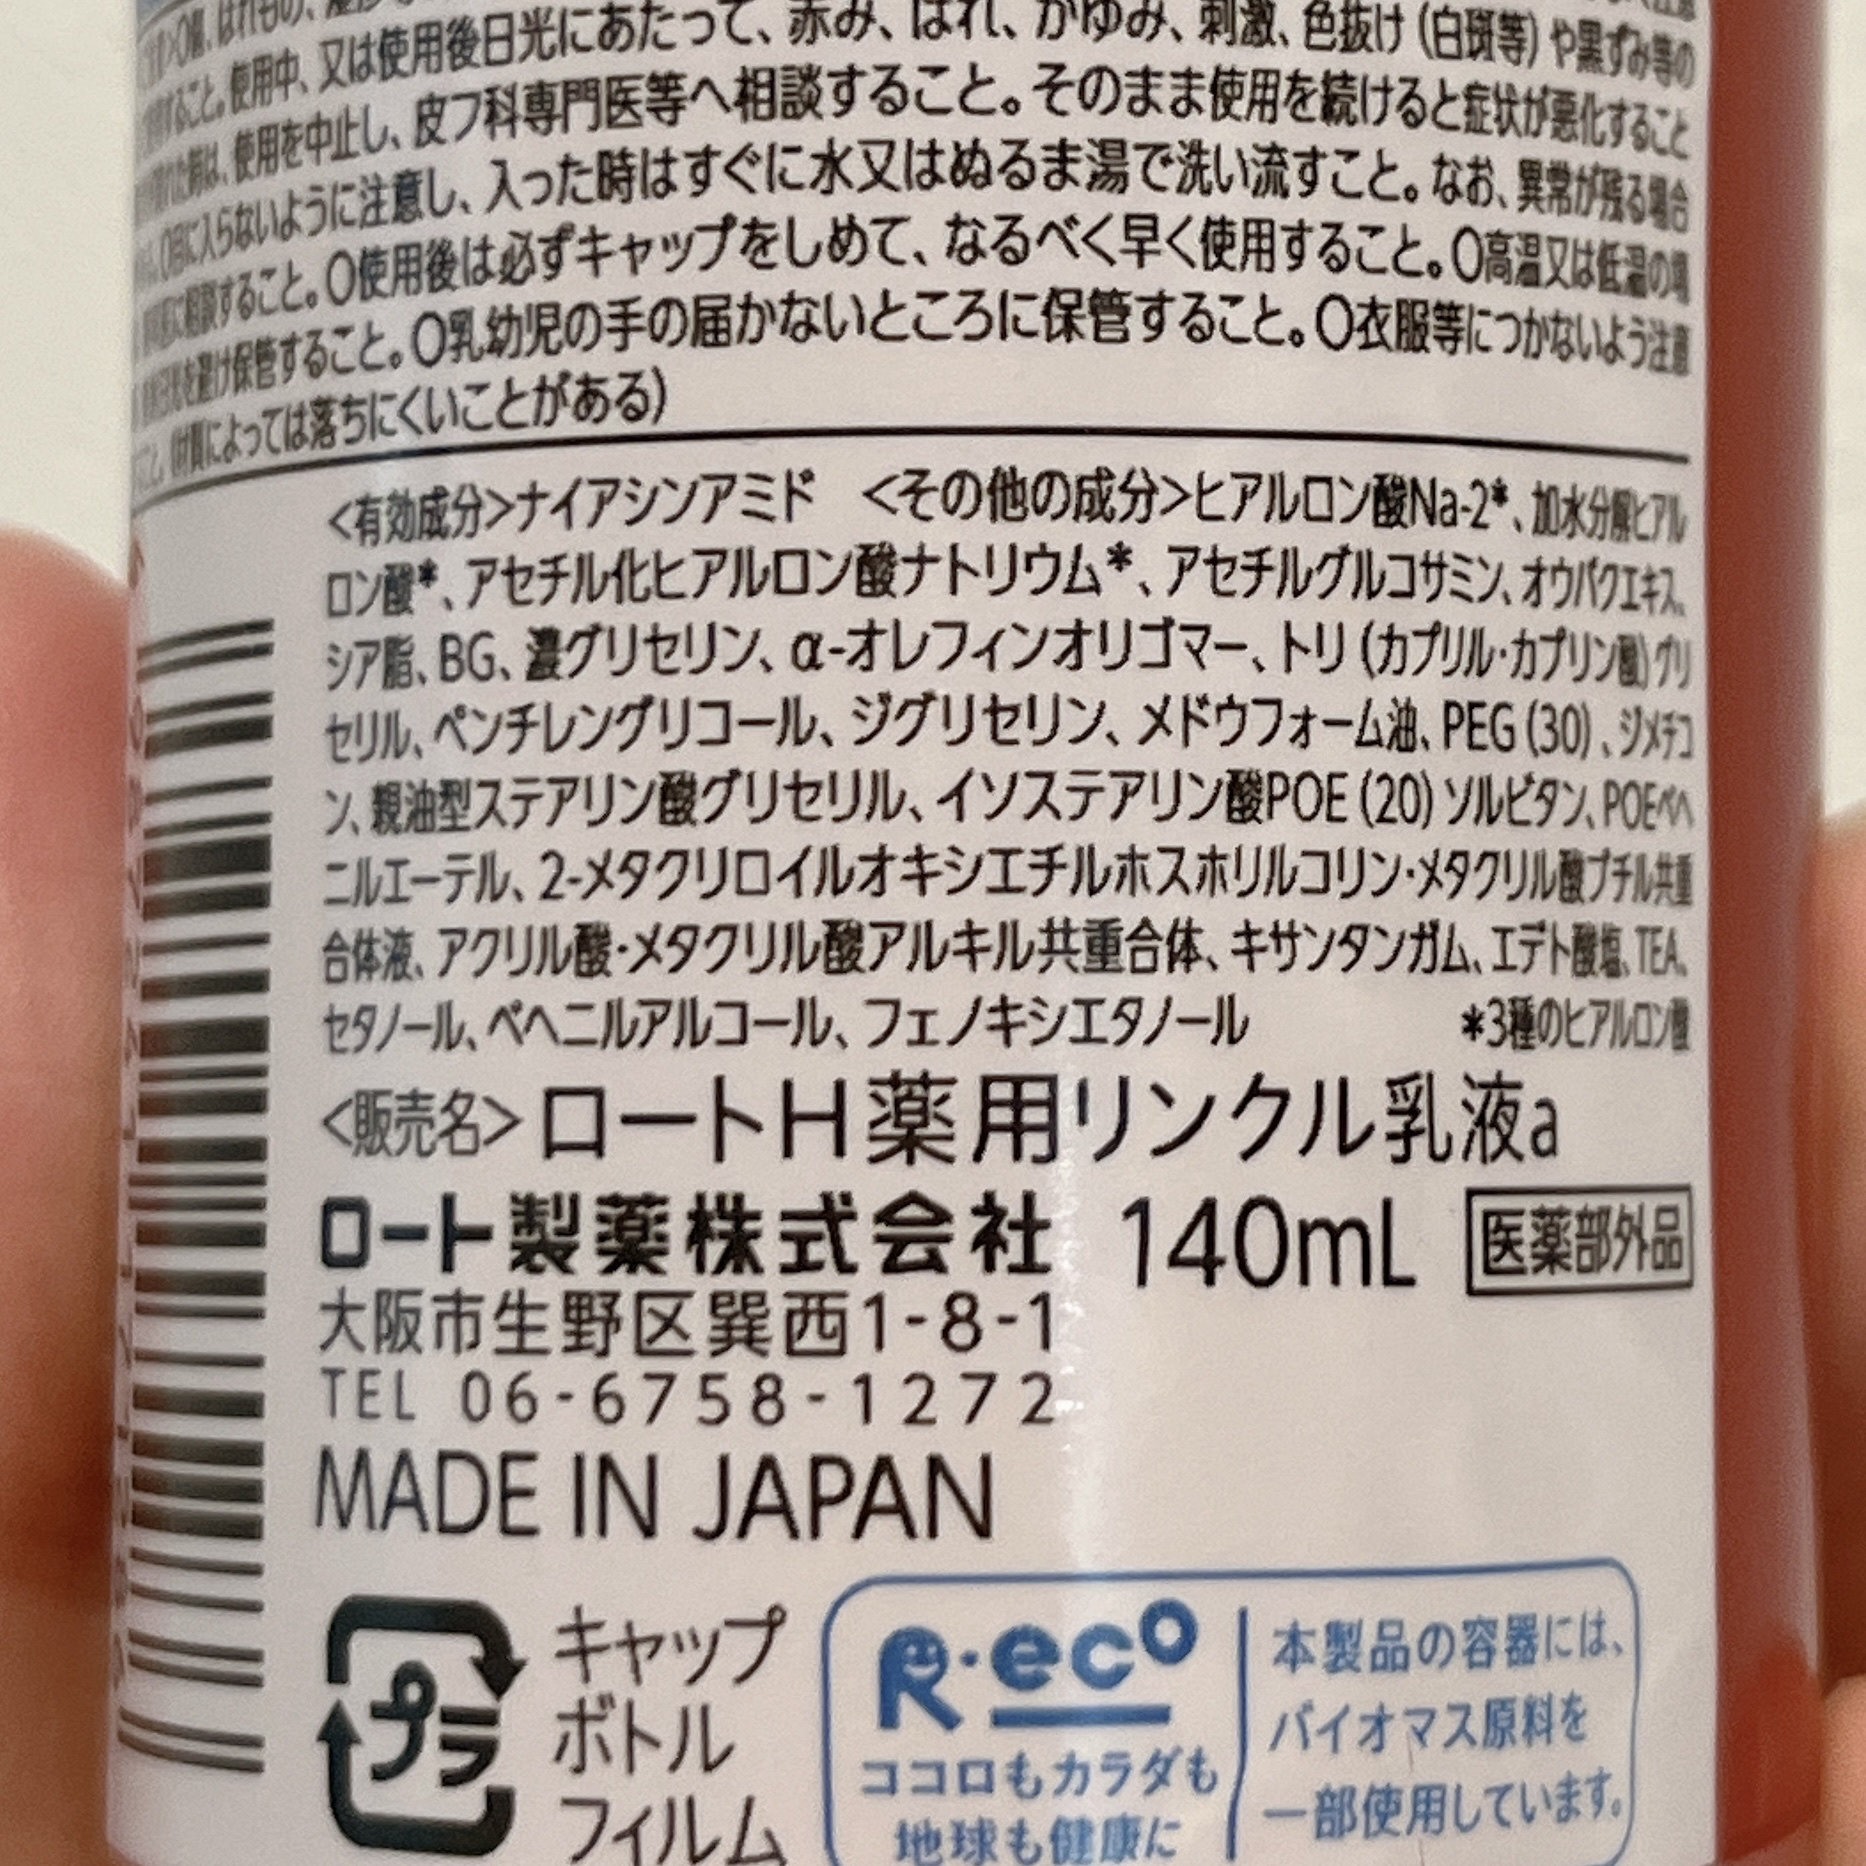 使用中、又は使用後日光にあたって、赤み、はれ、かゆみ、刺激、色抜け(白斑等)や黒ずみ等の
使用を中止し、皮フ科専門医等へ相談すること。そのまま使用を続けると症状が悪化すること
に入らないように注意し、入った時はすぐに水又はぬるま湯で洗い流すこと。なお、異常が残る場合
に相談すること。〇使用後は必ずキャップをしめて、なるべく早く使用すること。〇高温又は低温の場
を避け保管すること。〇乳幼児の手の届かないところに保管すること。〇衣服等につかないよう注意
材質によっては落ちにくいことがある)
<有効成分>ナイアシンアミド <その他の成分>ヒアルロン酸Na-2*、加水分解ヒアル
ロン酸*、アセチル化ヒアルロン酸ナトリウム*、アセチルグルコサミン、オウバクエキス、
シア脂、BG、濃グリセリン、α-オレフィンオリゴマー、トリ(カプリル・カプリン酸)グリ
セリル、ペンチレングリコール、ジグリセリン、メドウフォーム油、PEG(30)、ジメチコ
ン、親油型ステアリン酸グリセリル、イソステアリン酸POE(20)ソルビタン、POEベヘ
ニルエーテル、2-メタクリロイルオキシエチルホスホリルコリン・メタクリル酸ブチル共重
合体液、アクリル酸・メタクリル酸アルキル共重合体、キサンタンガム、エデト酸塩、TEA、
セタノール、ベヘニルアルコール、フェノキシエタノール *3種のヒアルロン酸
<販売名>ロートH薬用リンクル乳液a
ロート製薬株式会社 140mL 医薬部外品
大阪市生野区巽西1-8-1
TEL 06-6758-1272
MADE IN JAPAN
プラ
キャップ
ボトル
フィルム
R・eco
ココロもカラダも
地球も健康に
本製品の容器には、
バイオマス原料を
一部使用しています。